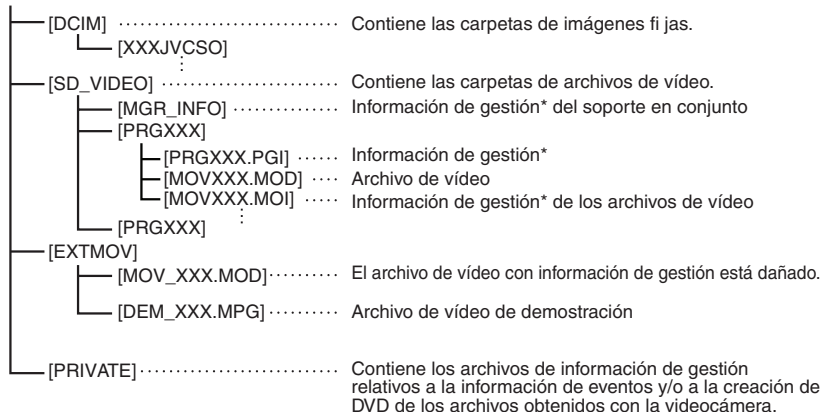 [DCIM] Contiene las carpetas de imágenes fi jas.
[XXXJVCSO]
[SD_VIDEO] Contiene las carpetas de archivos de vídeo.
[MGR_INFO] Información de gestión* del soporte en conjunto
[PRGXXX]
[PRGXXX.PGI] Información de gestión*
[MOVXXX.MOD] Archivo de vídeo
[MOVXXX.MOI] Información de gestión* de los archivos de vídeo
[PRGXXX]
[EXTMOV]
[MOV_XXX.MOD] El archivo de vídeo con información de gestión está dañado.
[DEM_XXX.MPG] Archivo de vídeo de demostración
[PRIVATE] Contiene los archivos de información de gestión
relativos a la información de eventos y/o a la creación de
DVD de los archivos obtenidos con la videocámera.